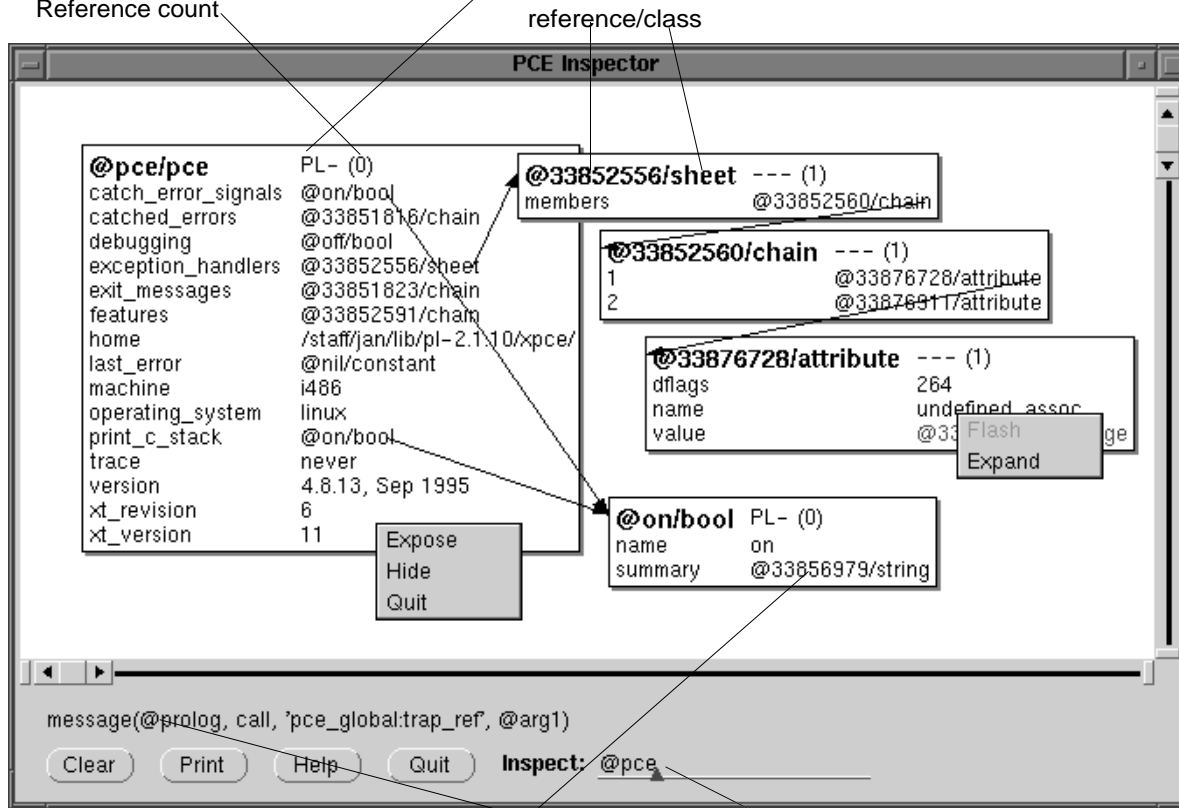 Reference count
reference/class
PCE Inspector
@pce/pce PL- (0)
catch_error_signals @on/bool
catched_errors @33851816/chain
debugging @off/bool
exception_handlers @33852556/sheet
exit_messages @33851823/chain
features @33852591/chain
home /staff/jan/lib/pl-2.1.10/xpce/
last_error @nil/constant
machine i486
operating_system linux
print_c_stack @on/bool
trace never
version 4.8.13, Sep 1995
xt_revision 6
xt_version 11
Expose
Hide
Quit
@33852556/sheet --- (1)
members @33852560/chain
@33852560/chain --- (1)
1 @33876728/attribute
2 @33876911/attribute
@33876728/attribute --- (1)
dflags 264
name undefined_assoc
value
Flash
Expand
@on/bool PL- (0)
name on
summary @33856979/string
message(@prolog, call, 'pce_global:trap_ref', @arg1)
Clear Print Help Quit Inspect: @pce